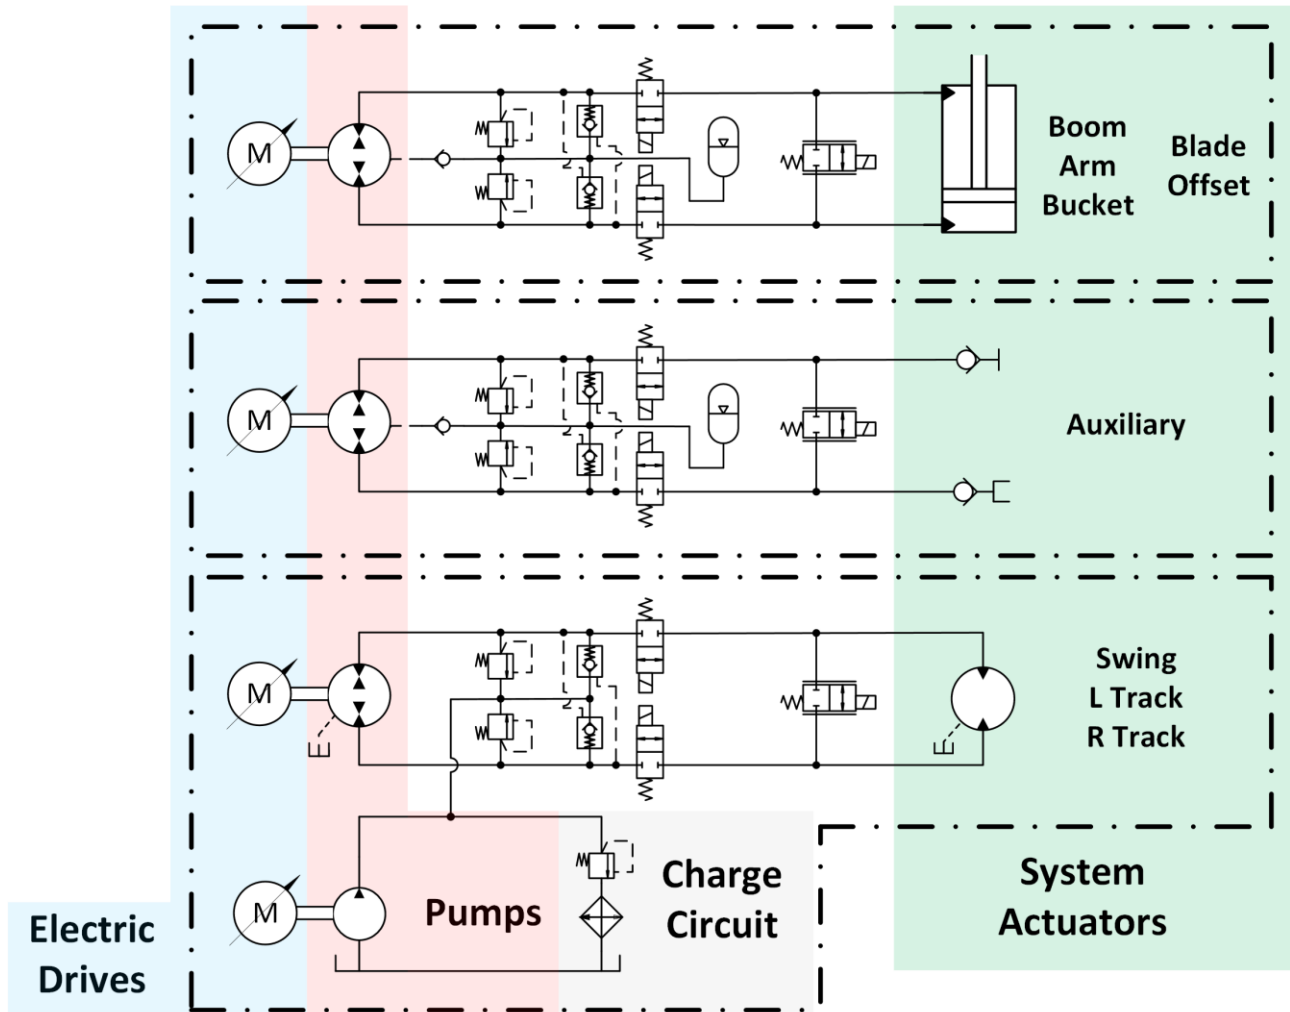 M
Boom
Arm
Bucket
Blade
Offset
M
Auxiliary
M
Swing
L Track
R Track
M
Pumps
Charge
Circuit
System
Actuators
Electric
Drives